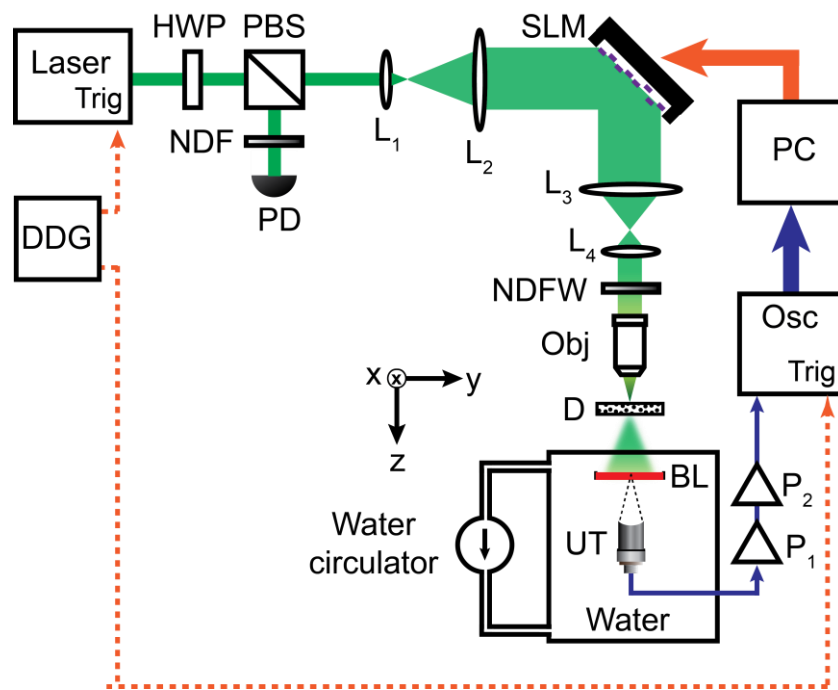 HWP
PBS
SLM
Laser
Trig
NDF
L₁
L₂
PC
PD
L₃
DDG
L₄
NDFW
Osc
Trig
Obj
x
x
y
D
z
BL
P₂
Water
circulator
UT
P₁
Water